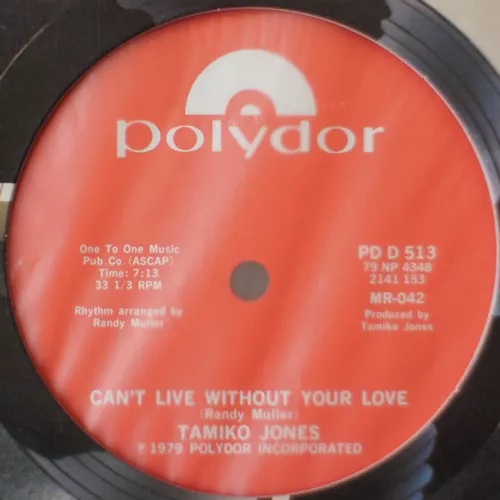 polydor
One To One Music
Pub.Co.(ASCAP)
Time: 7:13
33 1/3 RPM
Rhythm arranged by
Randy Muller
PD D 513
79 NP 4348
2141 153
MR-042
Produced by
Tamiko Jones
CAN'T LIVE WITHOUT YOUR LOVE
(Randy Muller)
TAMIKO JONES
℗ 1979 POLYDOR INCORPORATED